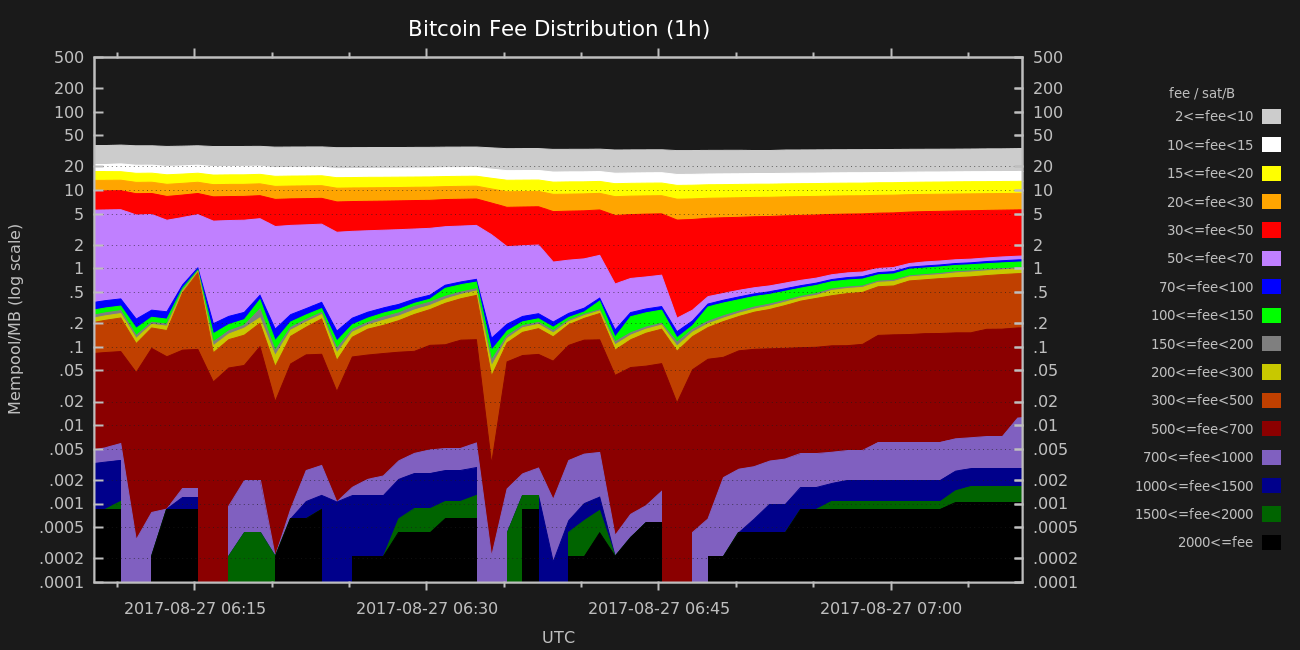 Bitcoin Fee Distribution (1h)
Mempool/MB (log scale)
500
200
100
50
20
10
5
2
1
.5
.2
.1
.05
.02
.01
.005
.002
.001
.0005
.0002
.0001
500
200
100
50
20
10
5
2
1
.5
.2
.1
.05
.02
.01
.005
.002
.001
.0005
.0002
.0001
fee / sat/B
2<=fee<10
10<=fee<15
15<=fee<20
20<=fee<30
30<=fee<50
50<=fee<70
70<=fee<100
100<=fee<150
150<=fee<200
200<=fee<300
300<=fee<500
500<=fee<700
700<=fee<1000
1000<=fee<1500
1500<=fee<2000
2000<=fee
2017-08-27 06:15 2017-08-27 06:30 2017-08-27 06:45 2017-08-27 07:00
UTC